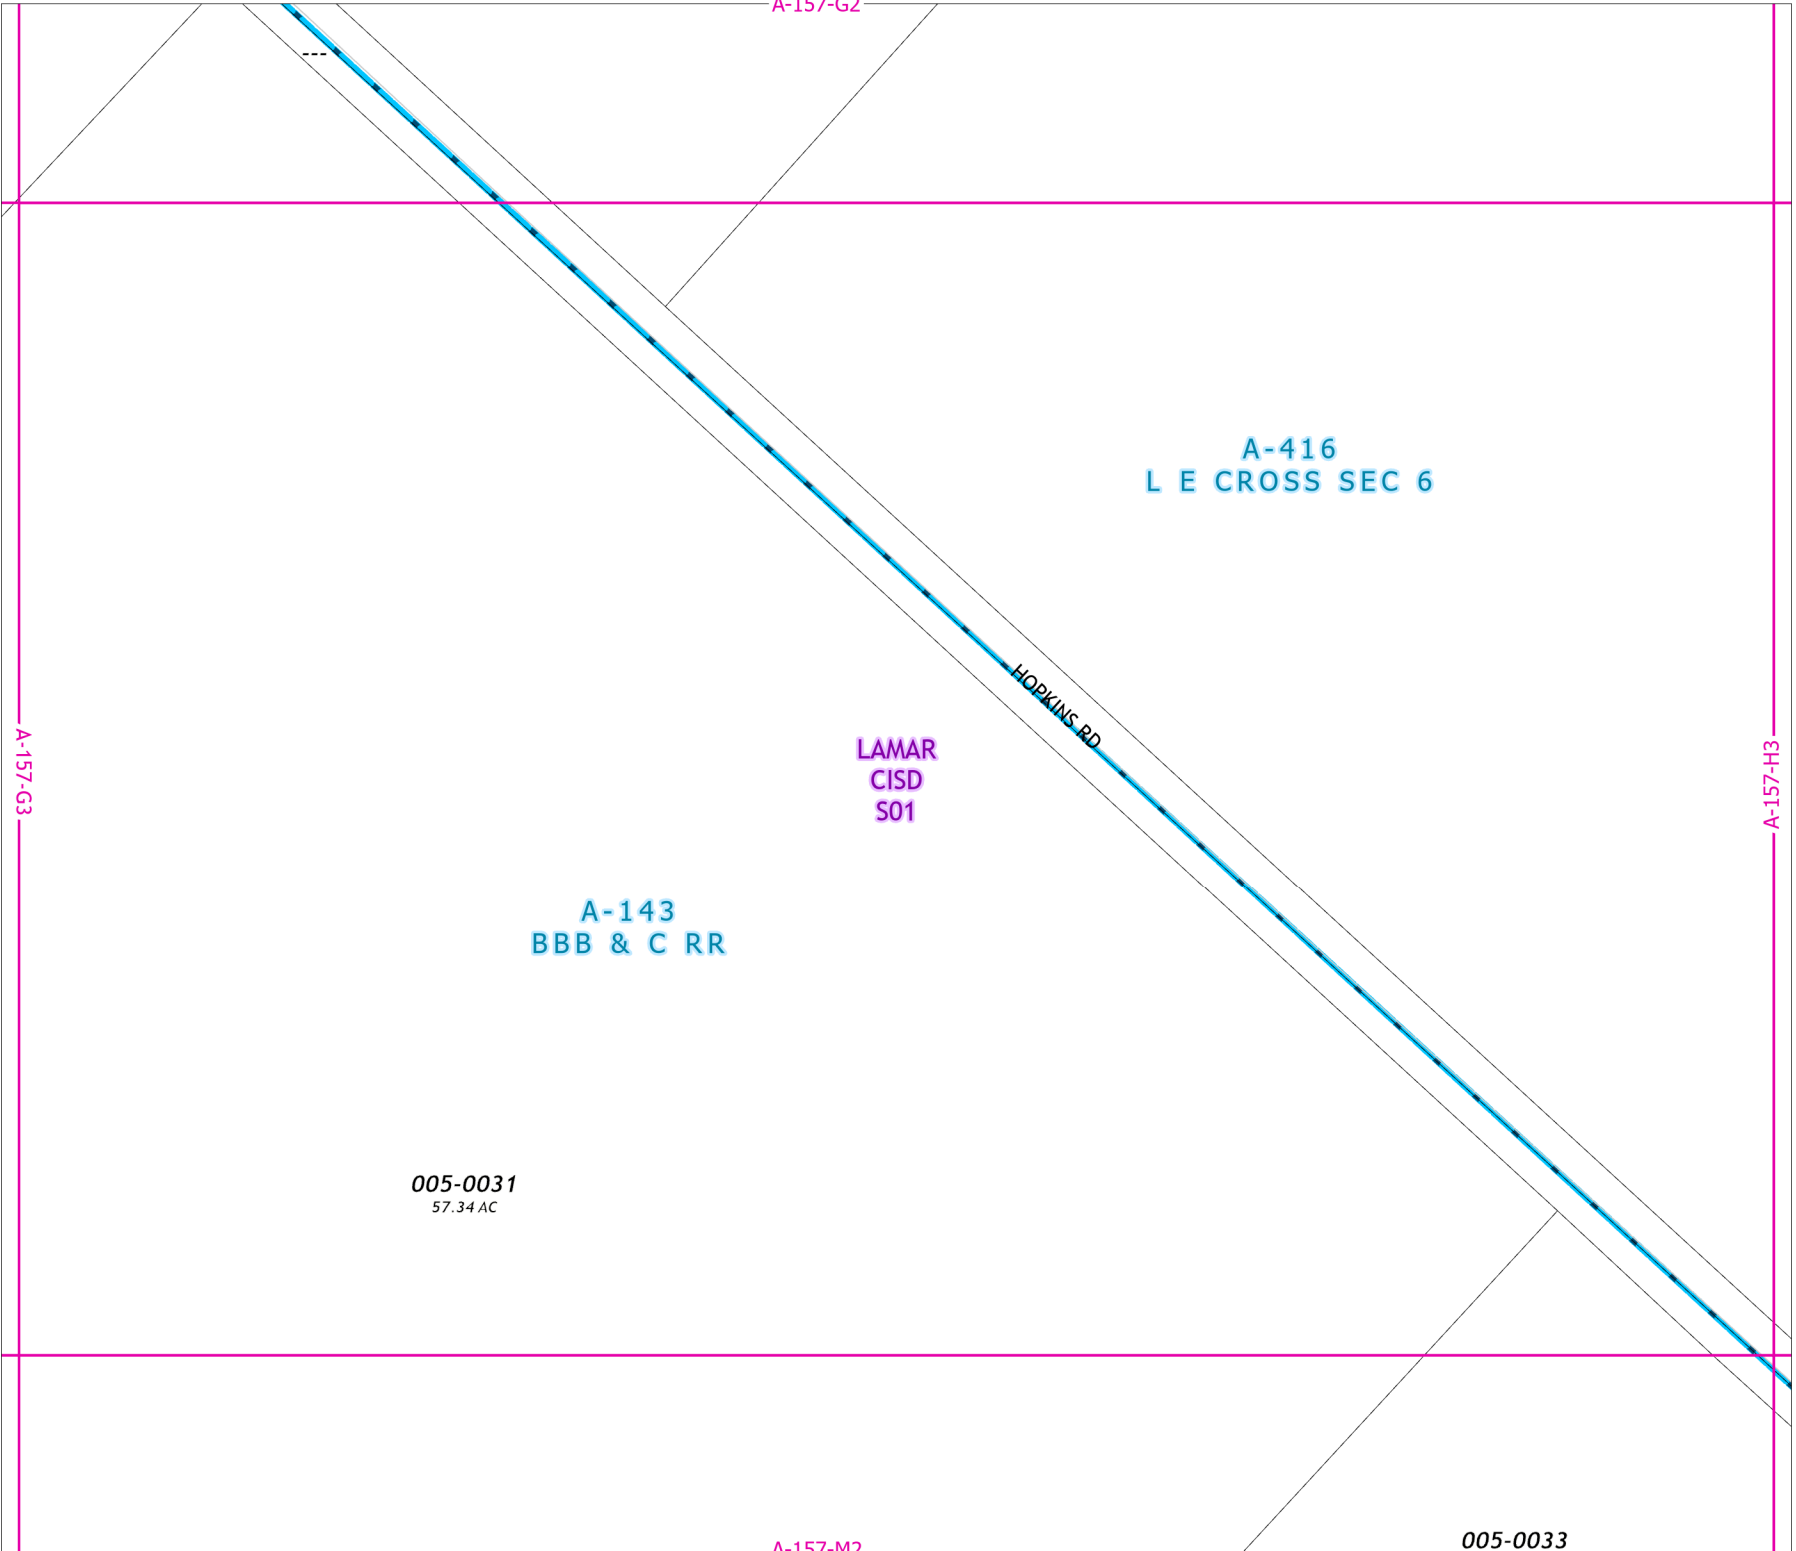 A-157-G2
---
A-416
L E CROSS SEC 6
HOPKINS RD
A-157-G3
LAMAR
CISD
S01
A-157-H3
A-143
BBB & C RR
005-0031
57.34 AC
005-0033
A-157-M2